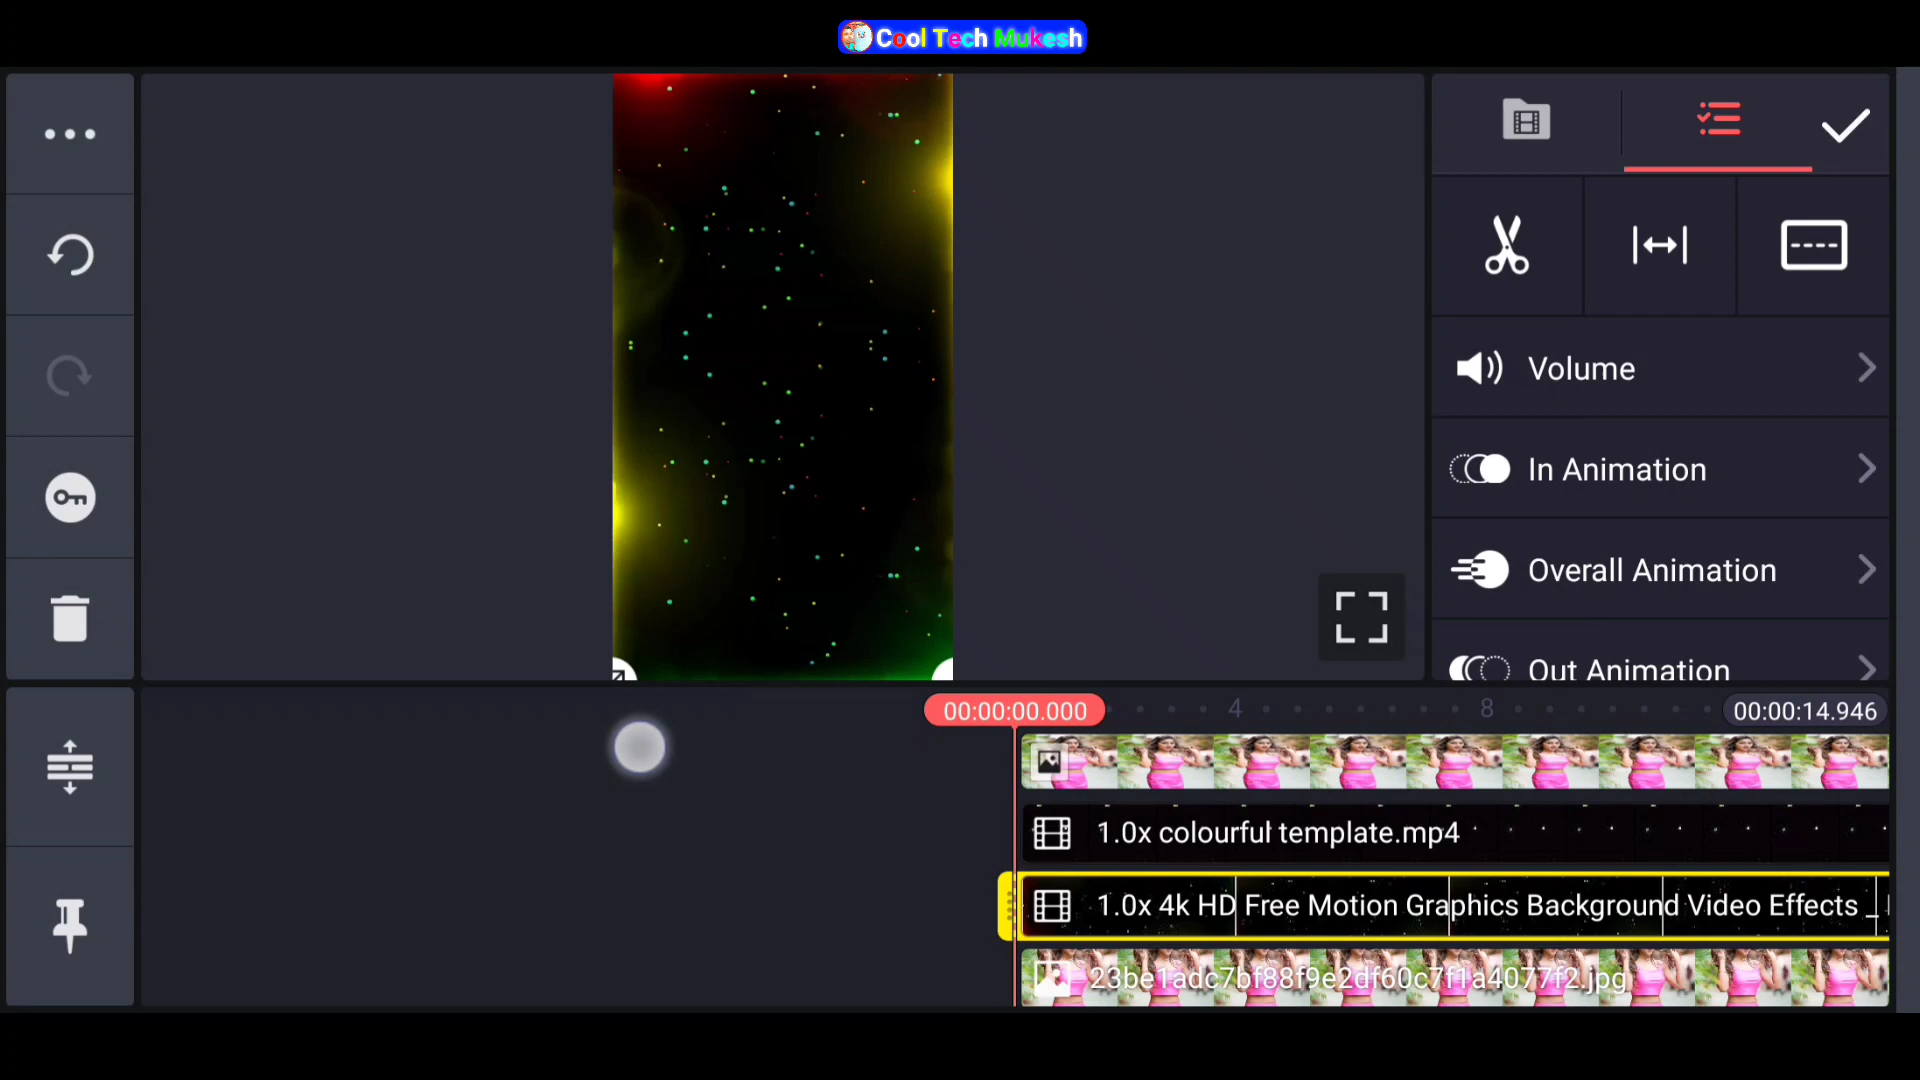 Cool Tech Mukesh
Volume
In Animation
Overall Animation
Out Animation
00:00:00.000
4
8
00:00:14.946
1.0x colourful template.mp4
1.0x 4k HD Free Motion Graphics Background Video Effects _
23be1adc7bf88f9e2df60c7f1a4077f2.jpg